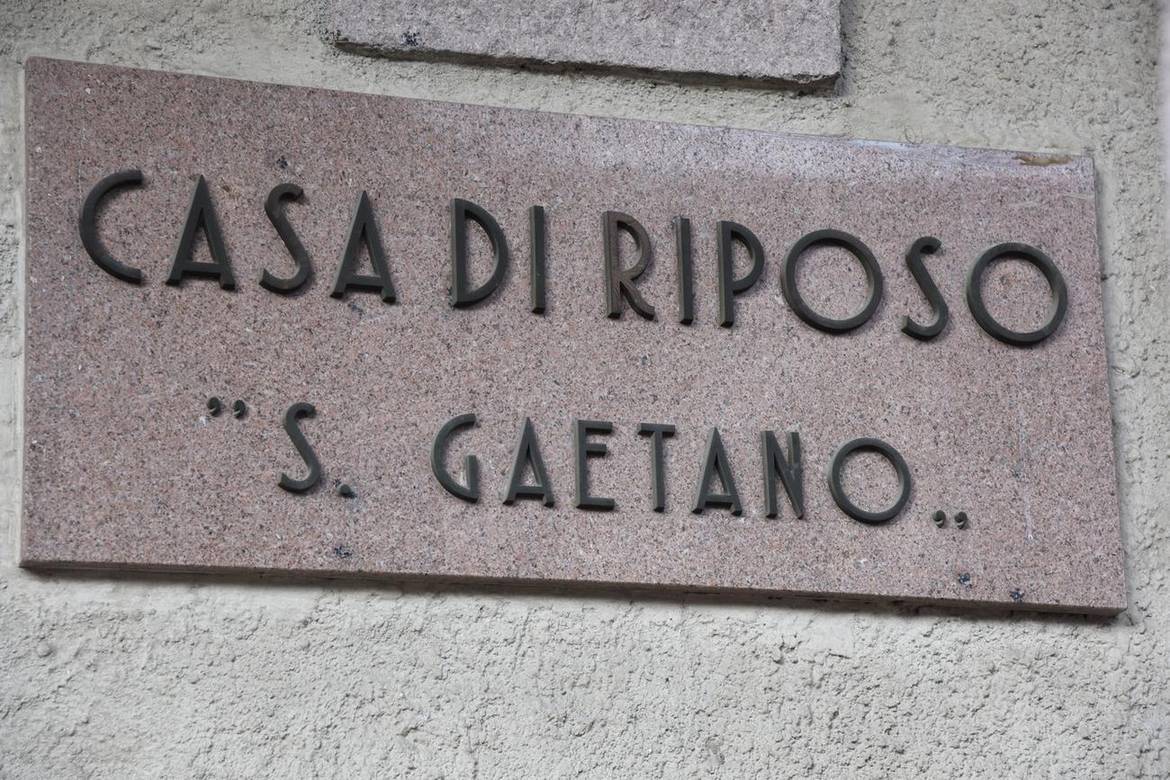 CASA DI RIPOSO
”S. GAETANO„